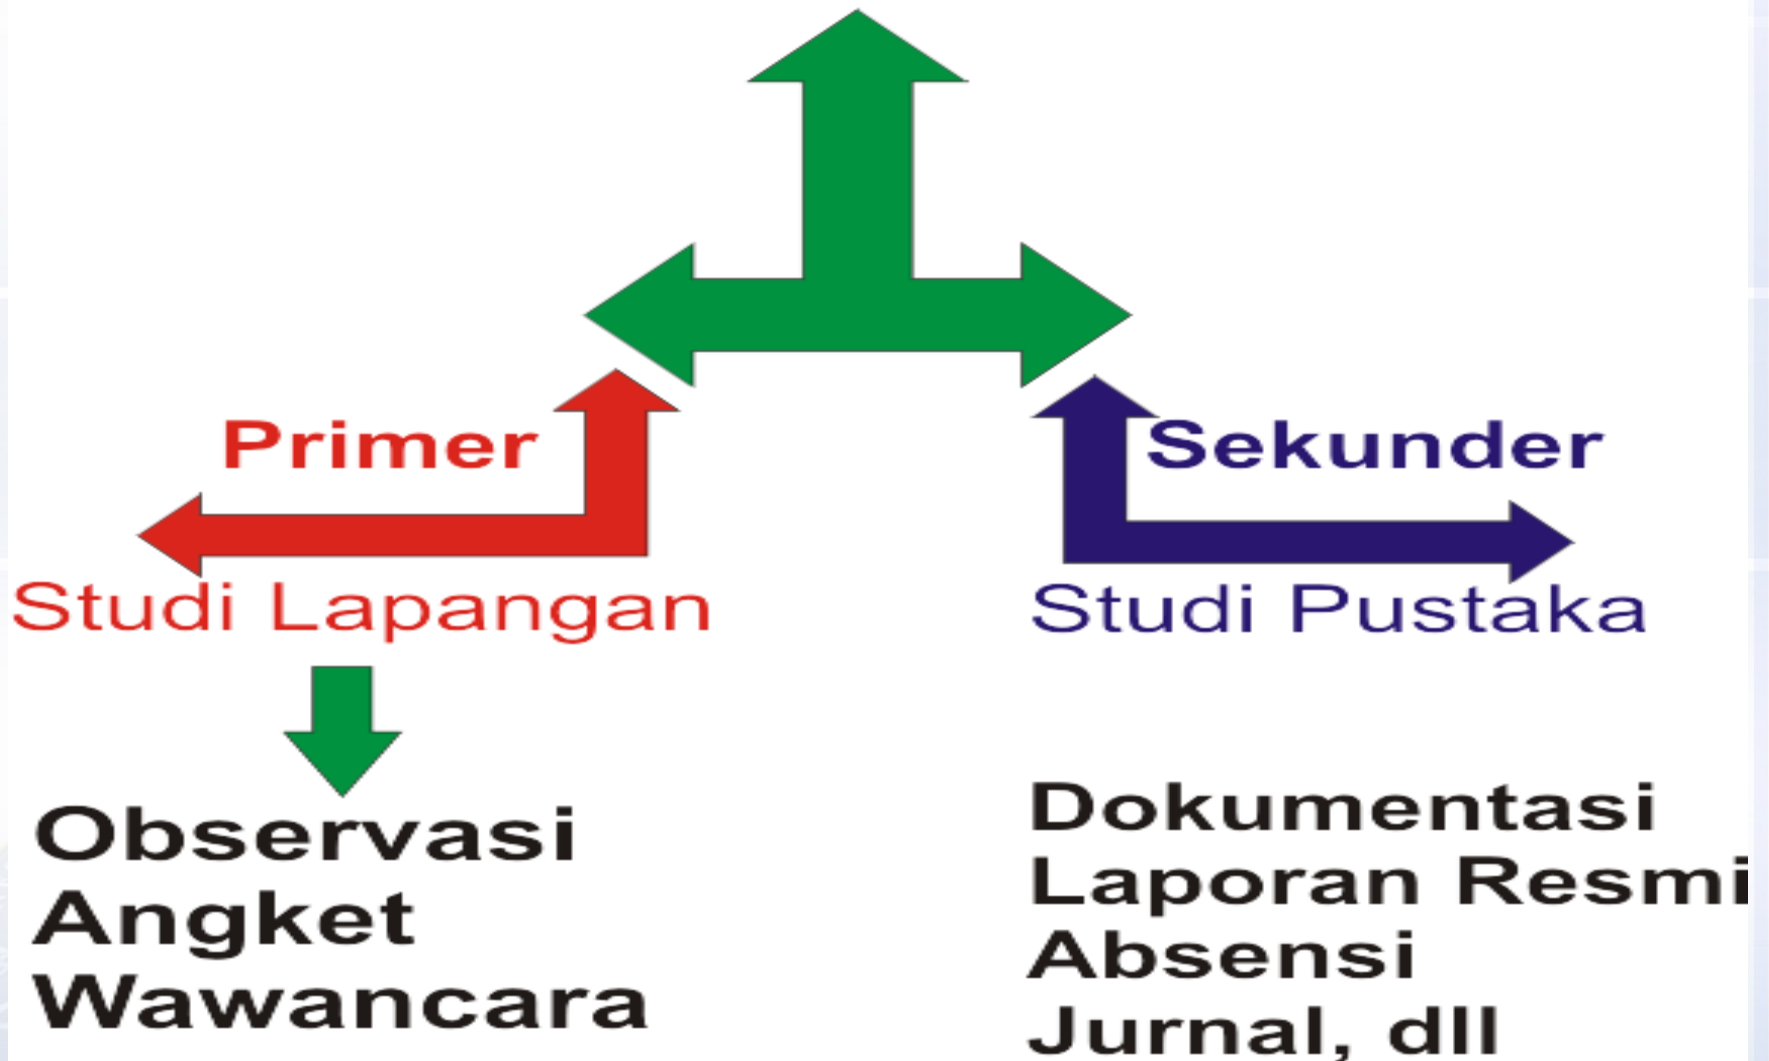 Primer
Studi Lapangan
Observasi
Angket
Wawancara
Sekunder
Studi Pustaka
Dokumentasi
Laporan Resmi
Absensi
Jurnal, dll